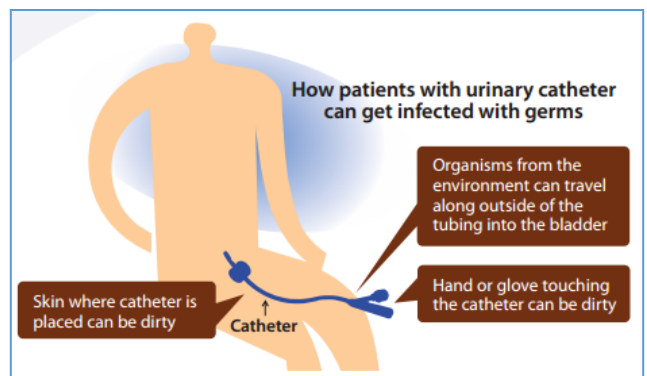 How patients with urinary catheter
can get infected with germs
Organisms from the
environment can travel
along outside of the
tubing into the bladder
Hand or glove touching
the catheter can be dirty
Skin where catheter is
placed can be dirty
Catheter